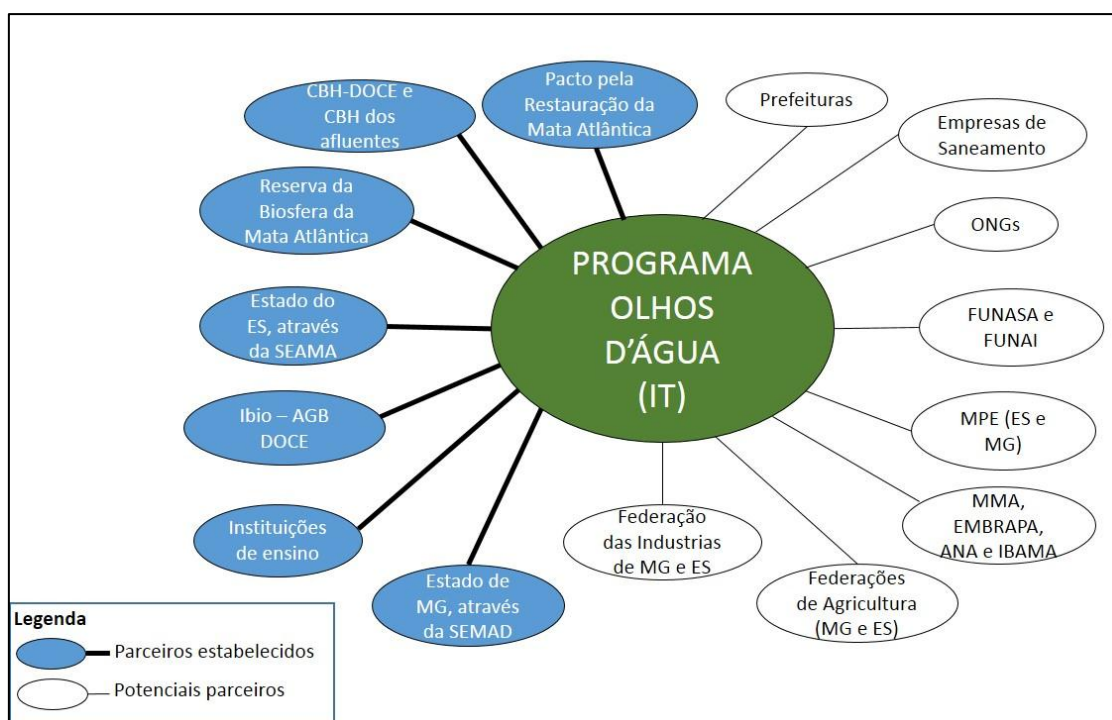 CBH-DOCE e
CBH dos
afluentes
Pacto pela
Restauração da
Mata Atlântica
Prefeituras
Empresas de
Saneamento
Reserva da
Biosfera da
Mata Atlântica
ONGs
PROGRAMA
OLHOS
D’ÁGUA
(IT)
Estado do
ES, através
da SEAMA
FUNASA e
FUNAI
Ibio – AGB
DOCE
MPE (ES e
MG)
Instituições
de ensino
Federação
das Industrias
de MG e ES
MMA,
EMBRAPA,
ANA e IBAMA
Estado de
MG, através
da SEMAD
Federações
de Agricultura
(MG e ES)
Legenda
Parceiros estabelecidos
Potenciais parceiros